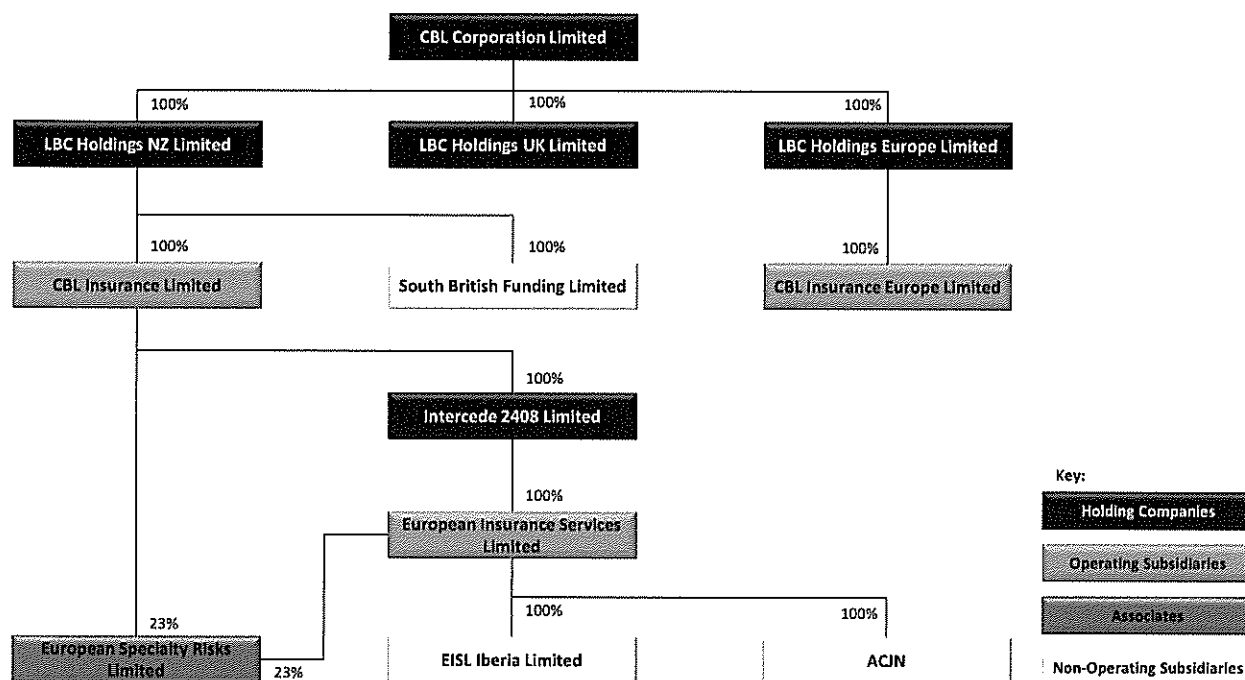 CBL Corporation Limited
100%
100%
100%
LBC Holdings NZ Limited
LBC Holdings UK Limited
LBC Holdings Europe Limited
100%
100%
100%
CBL Insurance Limited
South British Funding Limited
CBL Insurance Europe Limited
100%
Intercede 2408 Limited
100%
European Insurance Services
Limited
23%
European Specialty Risks
Limited
23%
100%
EISL Iberia Limited
100%
ACJN
Key:
Holding Companies
Operating Subsidiaries
Associates
Non-Operating Subsidiaries